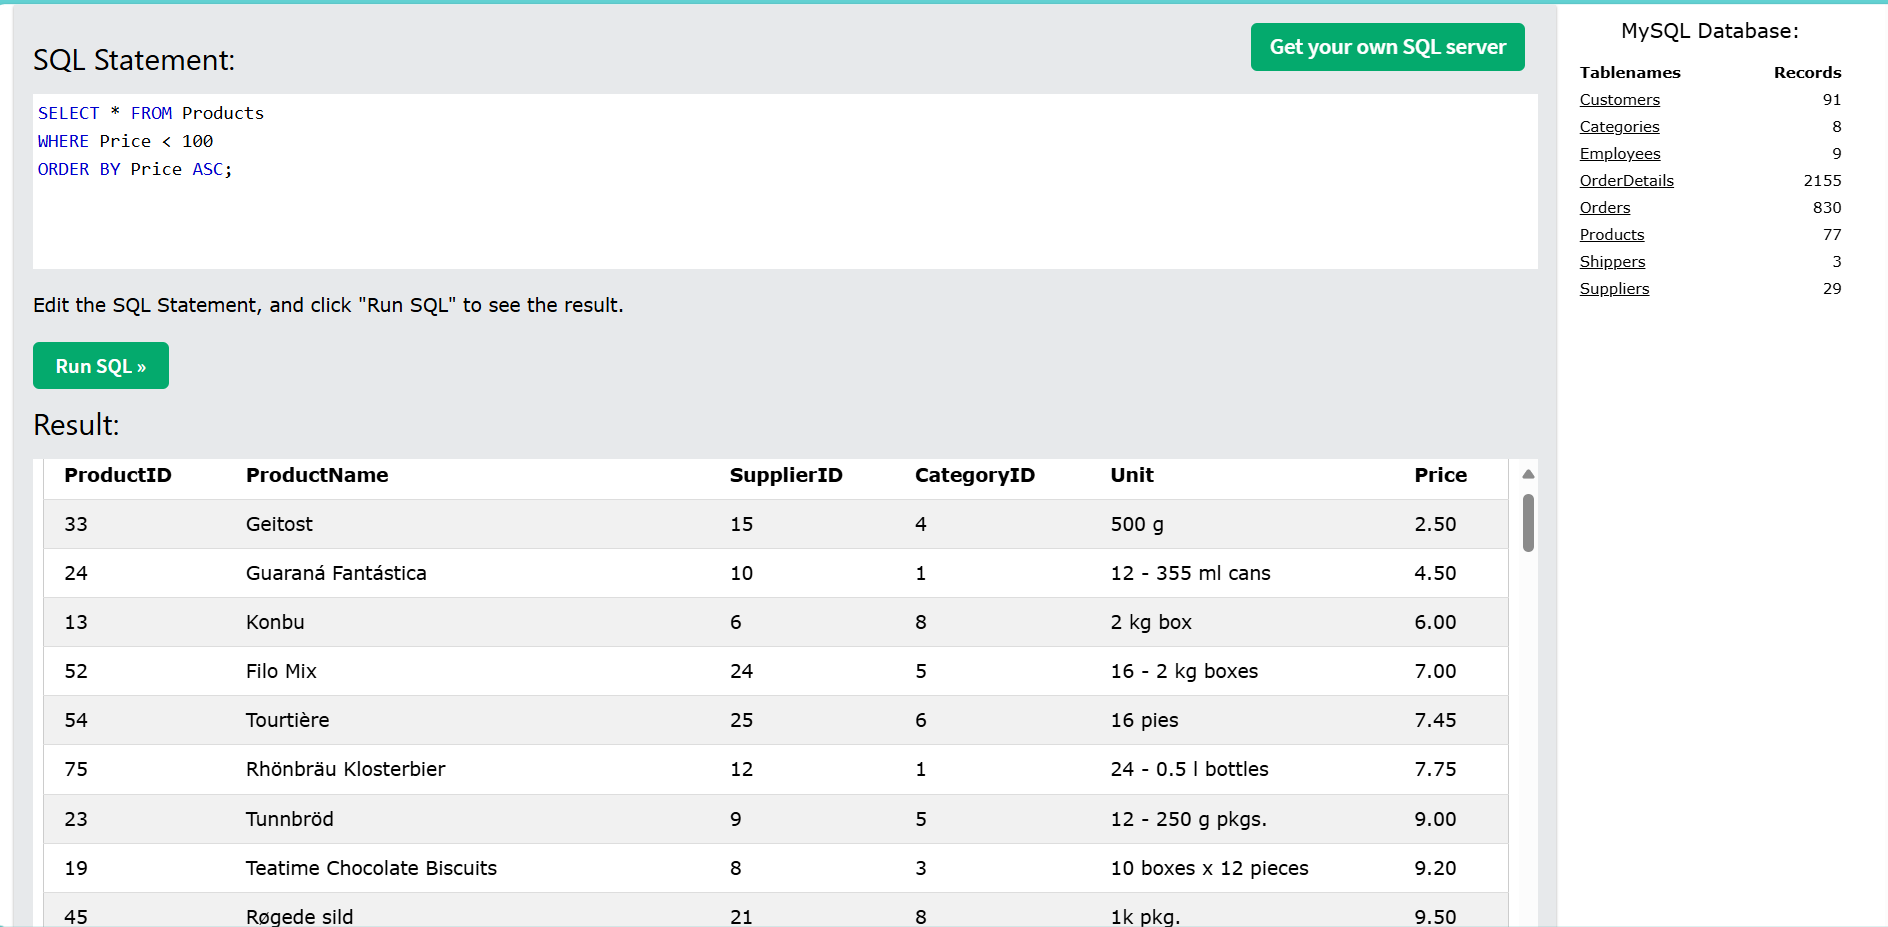 SQL Statement:
Get your own SQL server
SELECT * FROM Products
WHERE Price < 100
ORDER BY Price ASC;
Edit the SQL Statement, and click "Run SQL" to see the result.
Run SQL »
Result:
ProductID ProductName SupplierID CategoryID Unit Price
33 Geitost 15 4 500 g 2.50
24 Guaraná Fantástica 10 1 12 - 355 ml cans 4.50
13 Konbu 6 8 2 kg box 6.00
52 Filo Mix 24 5 16 - 2 kg boxes 7.00
54 Tourtière 25 6 16 pies 7.45
75 Rhönbräu Klosterbier 12 1 24 - 0.5 l bottles 7.75
23 Tunnbröd 9 5 12 - 250 g pkgs. 9.00
19 Teatime Chocolate Biscuits 8 3 10 boxes x 12 pieces 9.20
45 Røgede sild 21 8 1k pkg. 9.50
MySQL Database:
Tablenames Records
Customers 91
Categories 8
Employees 9
OrderDetails 2155
Orders 830
Products 77
Shippers 3
Suppliers 29